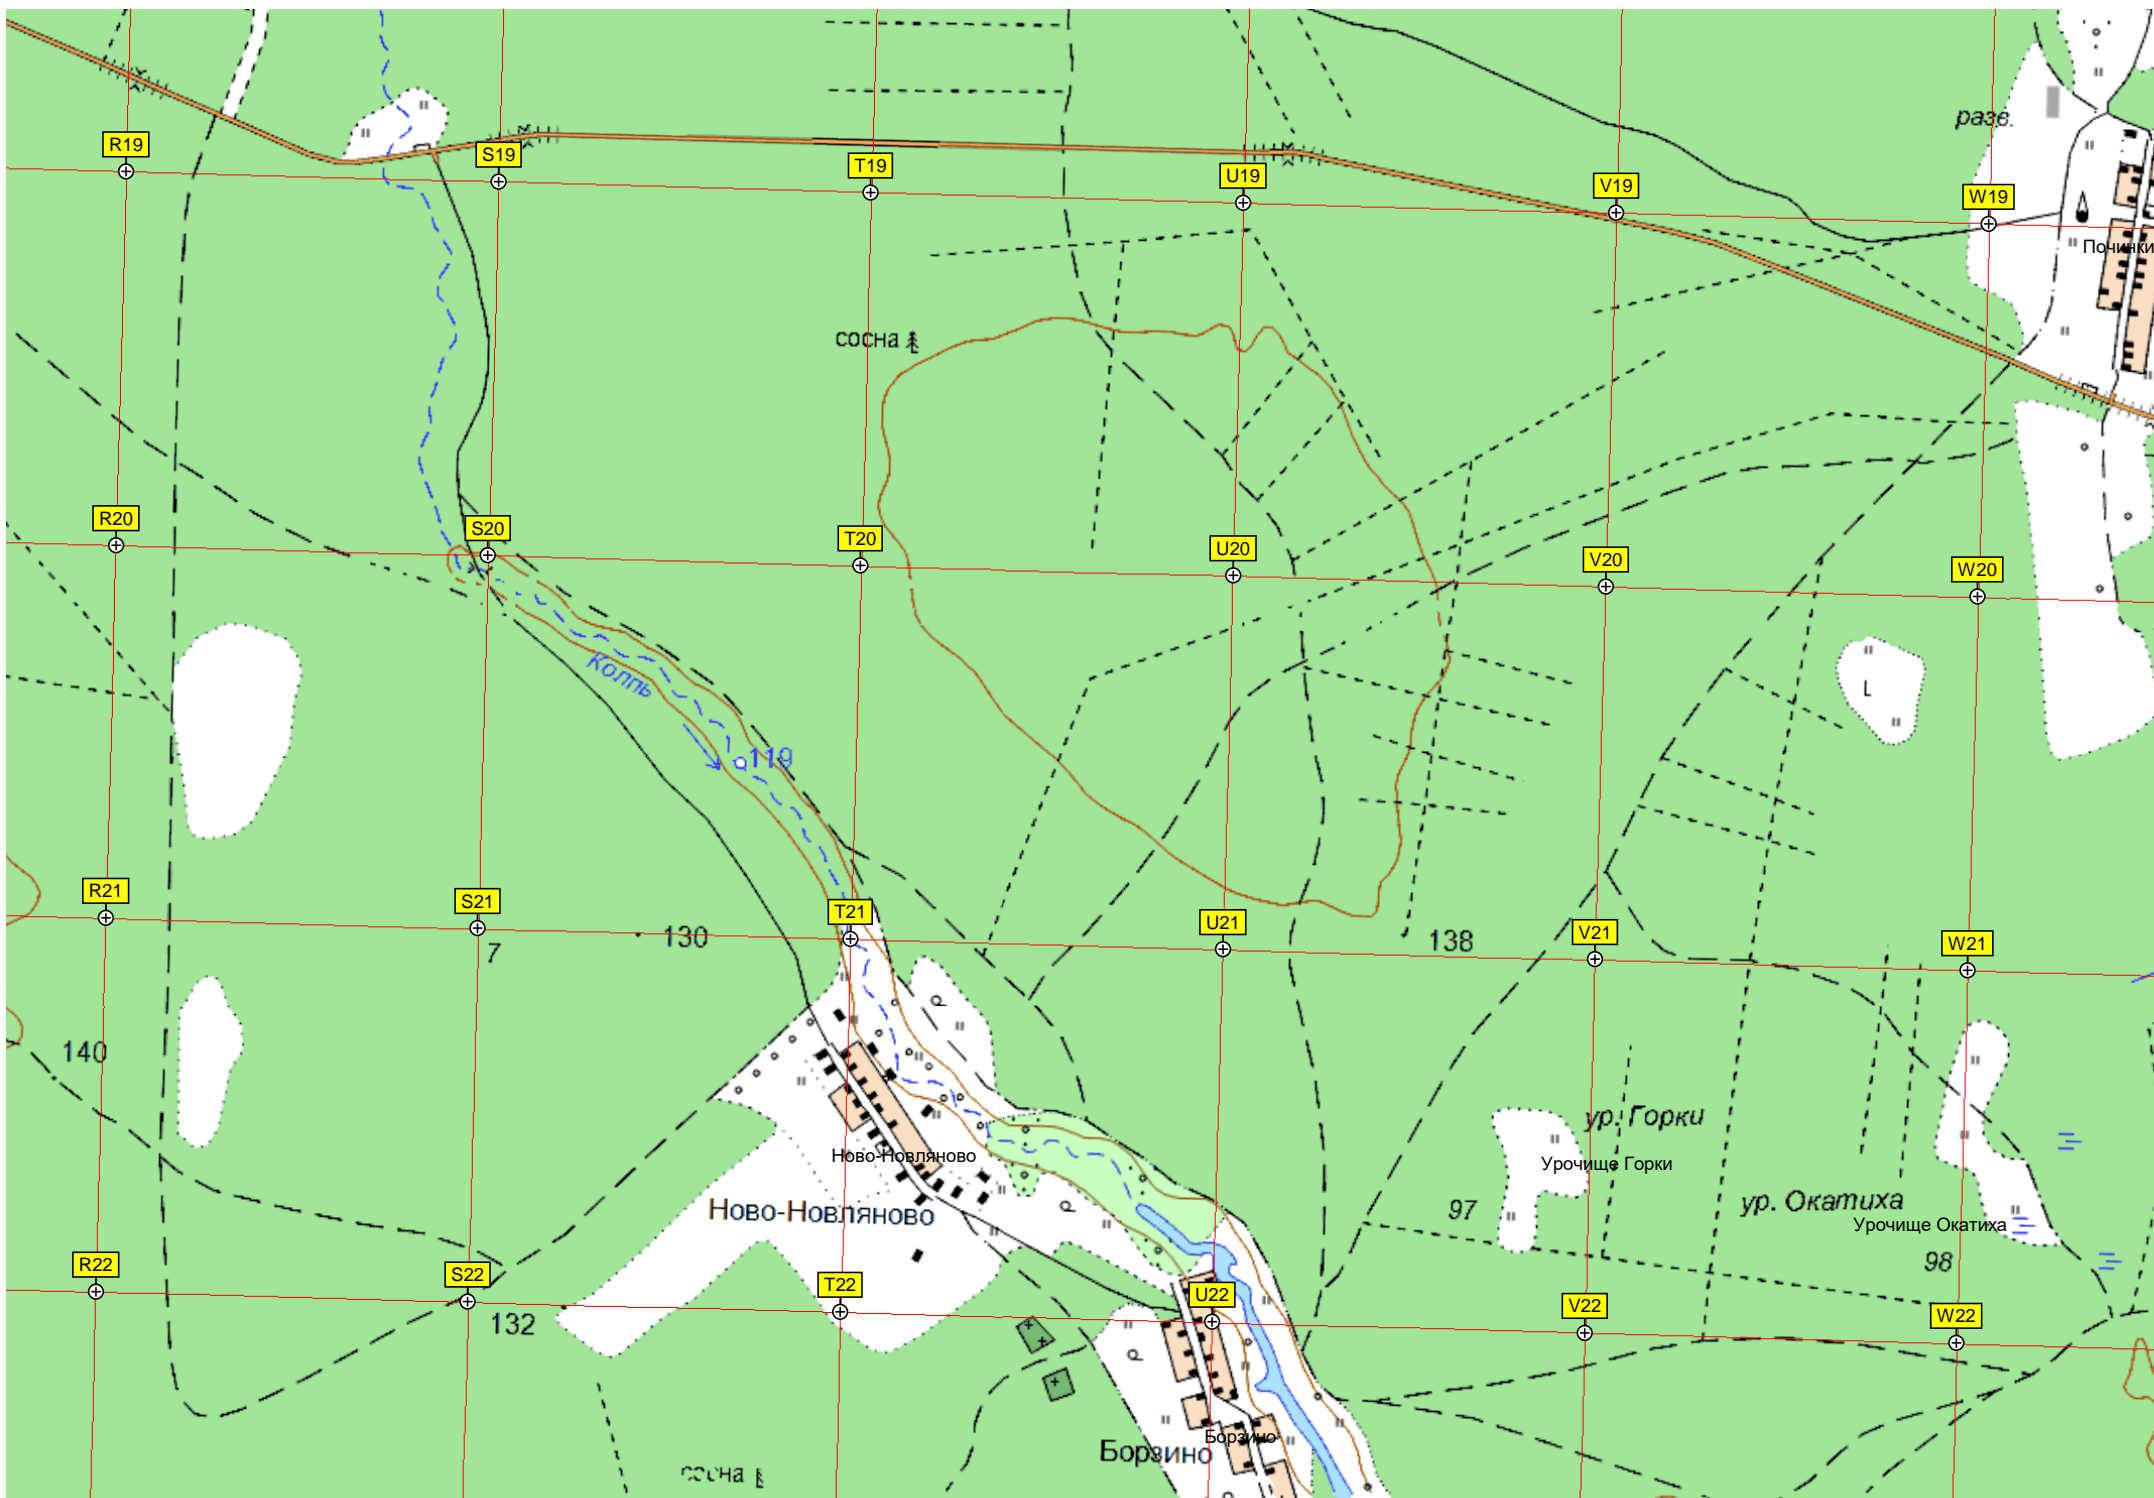 разв.
R19
S19
T19
U19
V19
W19
Починки
сосна
R20
S20
T20
U20
V20
W20
Колпь
119
R21
S21
T21
U21
V21
W21
7
130
138
140
ур. Горки
Ново-Новляново
Урочище Горки
Ново-Новляново
97
ур. Окатиха
Урочище Окатиха
98
R22
S22
T22
U22
V22
W22
132
Борзино
Борзино
сосна